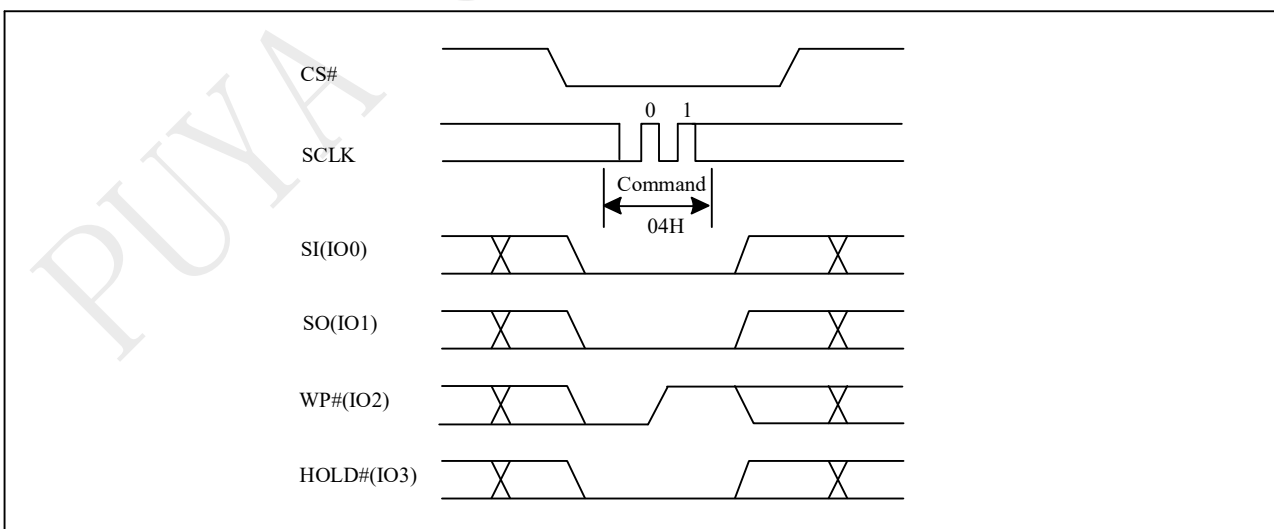 PUYA
CS#
0 1
SCLK
Command
04H
SI(IO0)
SO(IO1)
WP#(IO2)
HOLD#(IO3)